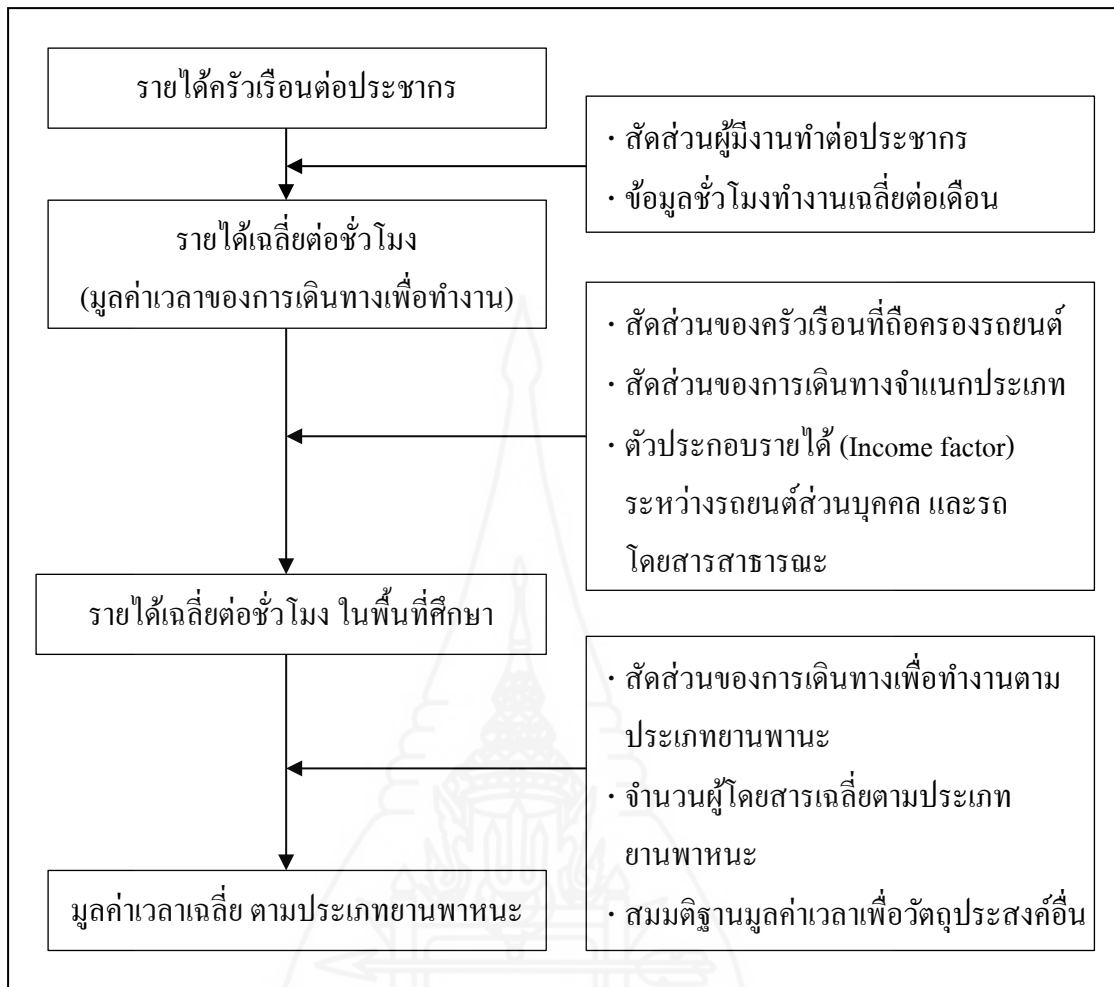 รายได้ครัวเรือนต่อประชากร
· สัดส่วนผู้มีงานทำต่อประชากร
· ข้อมูลชั่วโมงทำงานเฉลี่ยต่อเดือน
รายได้เฉลี่ยต่อชั่วโมง
(มูลค่าเวลาของการเดินทางเพื่อทำงาน)
· สัดส่วนของครัวเรือนที่ถือครองรถยนต์
· สัดส่วนของการเดินทางจำแนกประเภท
· ตัวประกอบรายได้ (Income factor)
ระหว่างรถยนต์ส่วนบุคคล และรถ
โดยสารสาธารณะ
รายได้เฉลี่ยต่อชั่วโมง ในพื้นที่ศึกษา
· สัดส่วนของการเดินทางเพื่อทำงานตาม
ประเภทยานพานะ
· จำนวนผู้โดยสารเฉลี่ยตามประเภท
ยานพาหนะ
· สมมติฐานมูลค่าเวลาเพื่อวัตถุประสงค์อื่น
มูลค่าเวลาเฉลี่ย ตามประเภทยานพาหนะ